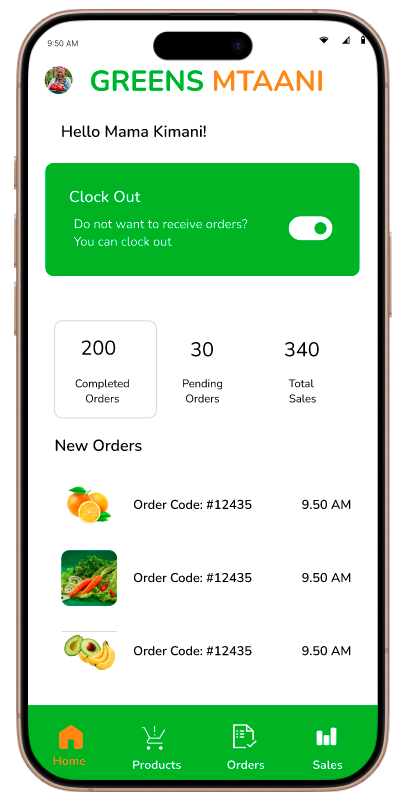 9:50 AM
GREENS MTAANI
Hello Mama Kimani!
Clock Out
Do not want to receive orders?
You can clock out
200
Completed
Orders
30
Pending
Orders
340
Total
Sales
New Orders
Order Code: #12435 9.50 AM
Order Code: #12435 9.50 AM
Order Code: #12435 9.50 AM
Home Products Orders Sales